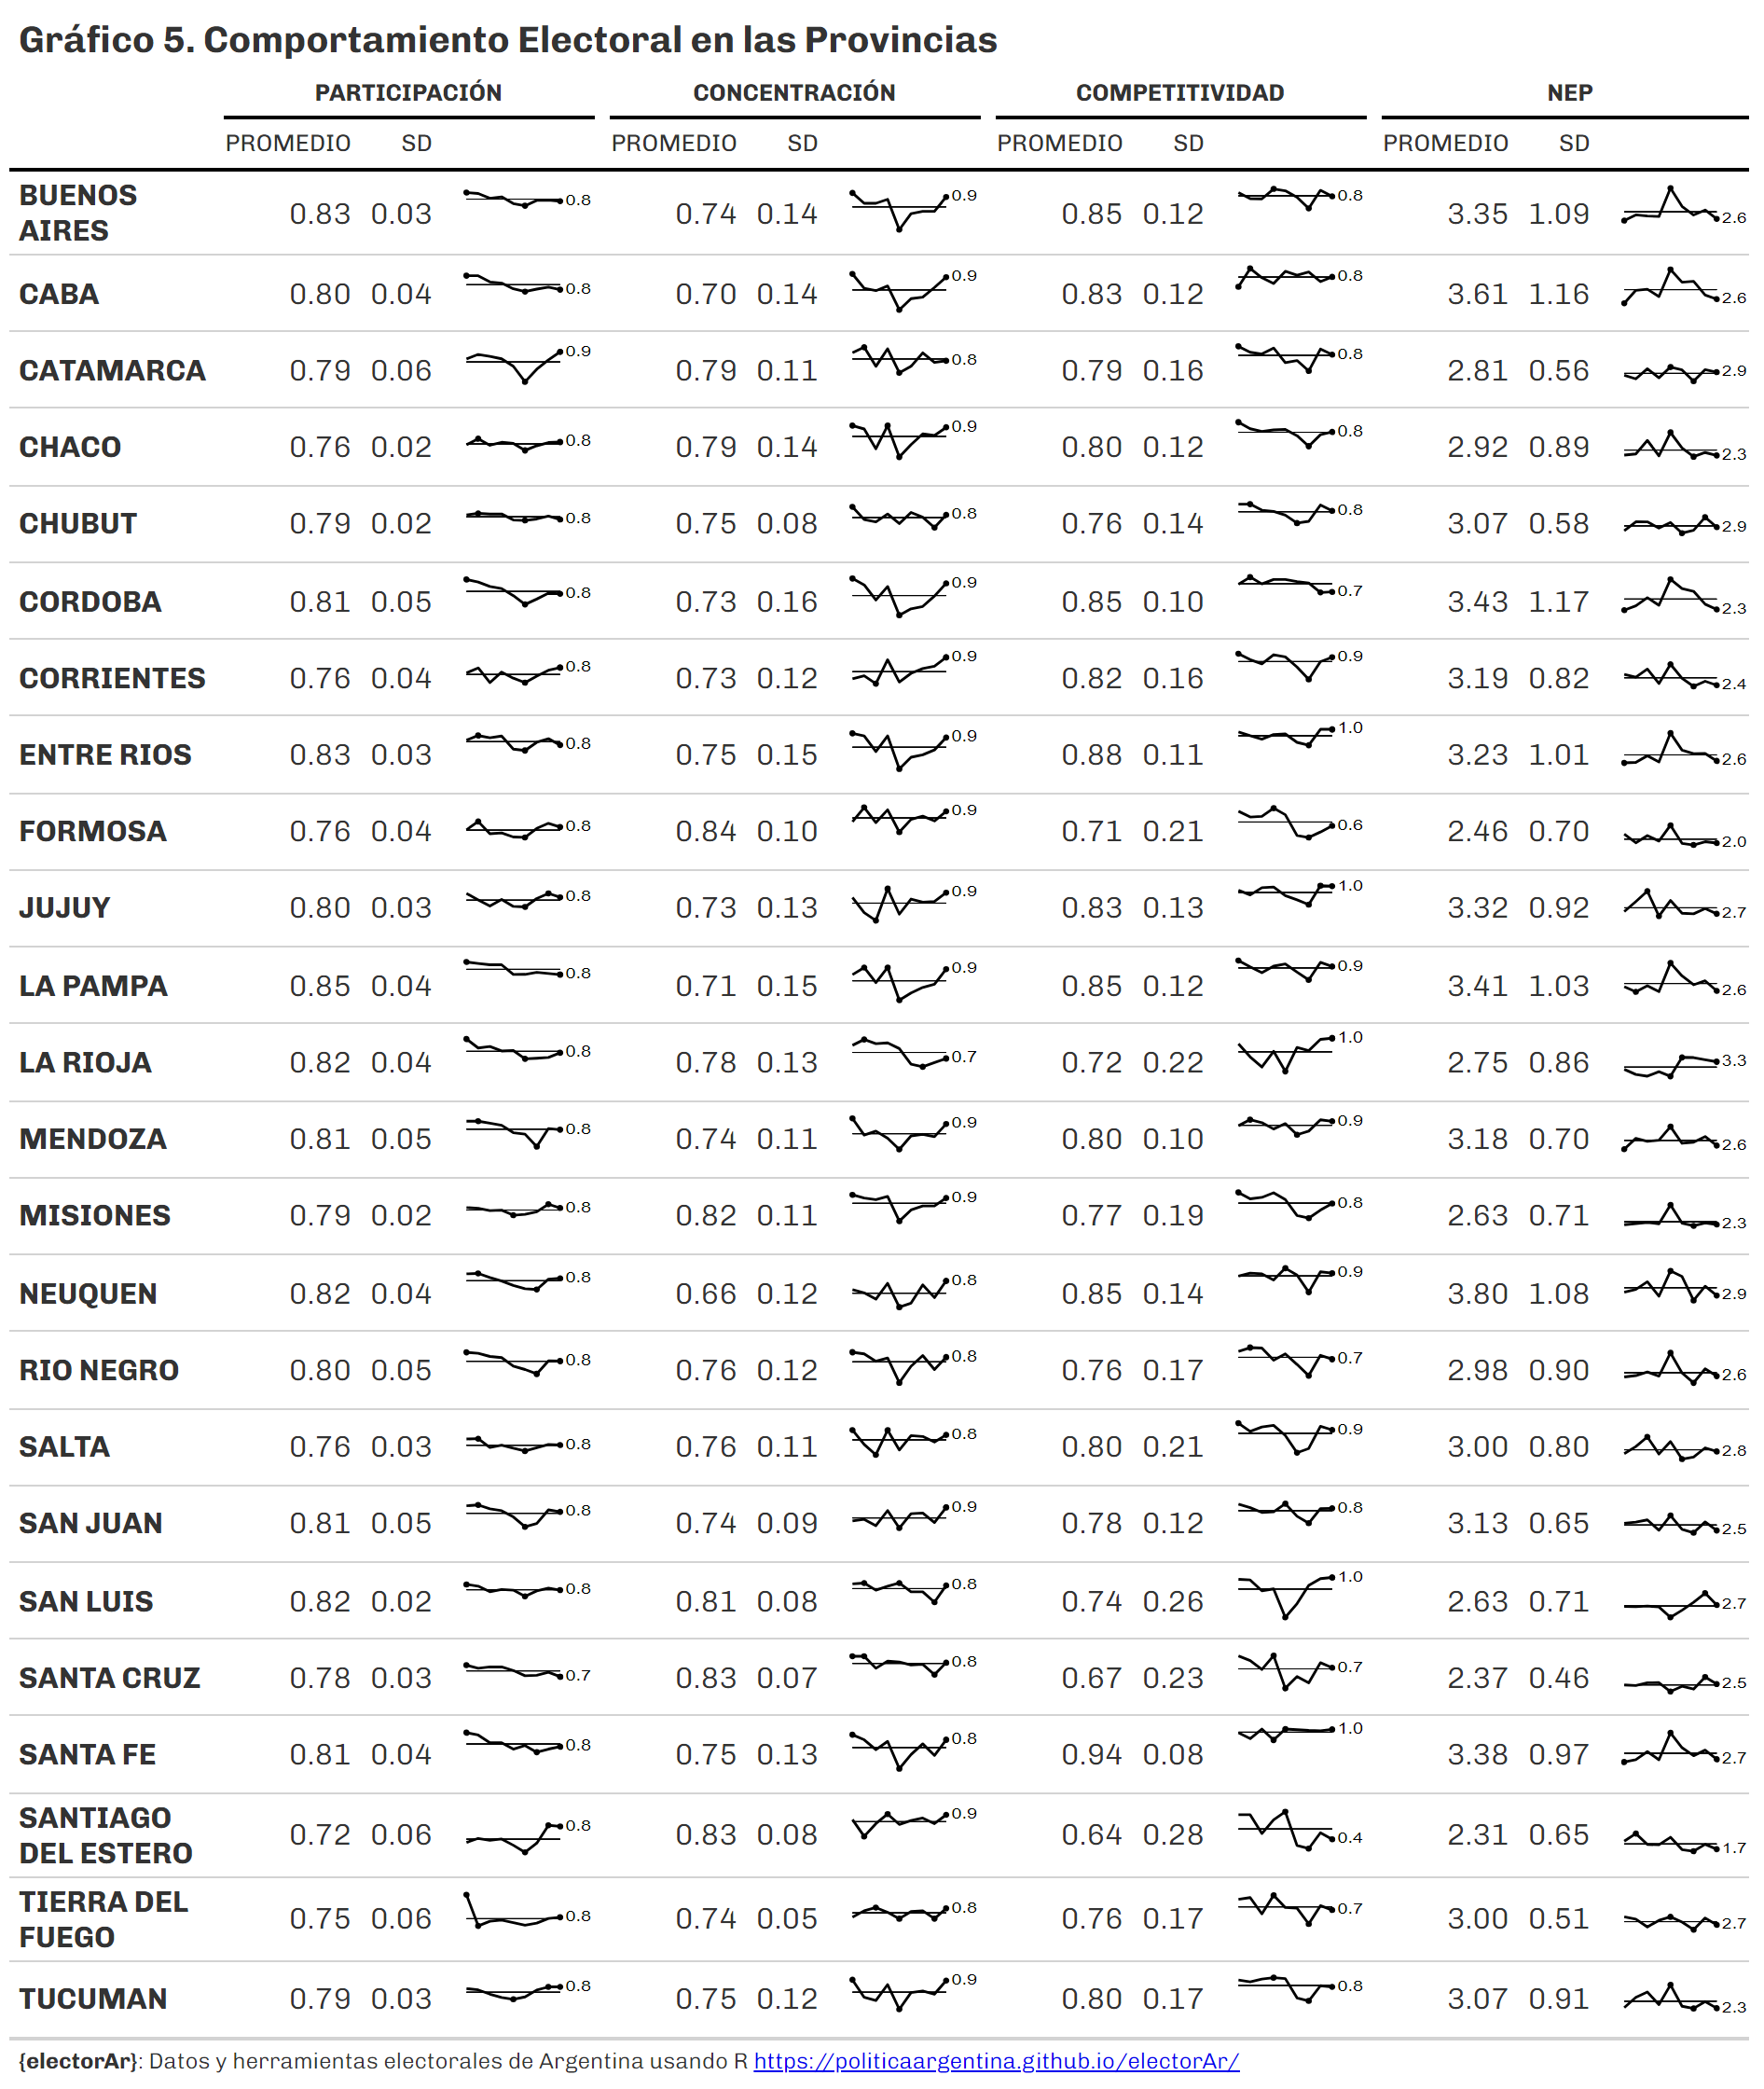 Gráfico 5. Comportamiento Electoral en las Provincias
PARTICIPACIÓN CONCENTRACIÓN COMPETITIVIDAD NEP
PROMEDIO SD PROMEDIO SD PROMEDIO SD PROMEDIO SD
BUENOS
AIRES 0.83 0.03 0.8 0.74 0.14 0.9 0.85 0.12 0.8 3.35 1.09 2.6
CABA 0.80 0.04 0.8 0.70 0.14 0.9 0.83 0.12 0.8 3.61 1.16 2.6
CATAMARCA 0.79 0.06 0.9 0.79 0.11 0.8 0.79 0.16 0.8 2.81 0.56 2.9
CHACO 0.76 0.02 0.8 0.79 0.14 0.9 0.80 0.12 0.8 2.92 0.89 2.3
CHUBUT 0.79 0.02 0.8 0.75 0.08 0.8 0.76 0.14 0.8 3.07 0.58 2.9
CORDOBA 0.81 0.05 0.8 0.73 0.16 0.9 0.85 0.10 0.7 3.43 1.17 2.3
CORRIENTES 0.76 0.04 0.8 0.73 0.12 0.9 0.82 0.16 0.9 3.19 0.82 2.4
ENTRE RIOS 0.83 0.03 0.8 0.75 0.15 0.9 0.88 0.11 1.0 3.23 1.01 2.6
FORMOSA 0.76 0.04 0.8 0.84 0.10 0.9 0.71 0.21 0.6 2.46 0.70 2.0
JUJUY 0.80 0.03 0.8 0.73 0.13 0.9 0.83 0.13 1.0 3.32 0.92 2.7
LA PAMPA 0.85 0.04 0.8 0.71 0.15 0.9 0.85 0.12 0.9 3.41 1.03 2.6
LA RIOJA 0.82 0.04 0.8 0.78 0.13 0.7 0.72 0.22 1.0 2.75 0.86 3.3
MENDOZA 0.81 0.05 0.8 0.74 0.11 0.9 0.80 0.10 0.9 3.18 0.70 2.6
MISIONES 0.79 0.02 0.8 0.82 0.11 0.9 0.77 0.19 0.8 2.63 0.71 2.3
NEUQUEN 0.82 0.04 0.8 0.66 0.12 0.8 0.85 0.14 0.9 3.80 1.08 2.9
RIO NEGRO 0.80 0.05 0.8 0.76 0.12 0.8 0.76 0.17 0.7 2.98 0.90 2.6
SALTA 0.76 0.03 0.8 0.76 0.11 0.8 0.80 0.21 0.9 3.00 0.80 2.8
SAN JUAN 0.81 0.05 0.8 0.74 0.09 0.9 0.78 0.12 0.8 3.13 0.65 2.5
SAN LUIS 0.82 0.02 0.8 0.81 0.08 0.8 0.74 0.26 1.0 2.63 0.71 2.7
SANTA CRUZ 0.78 0.03 0.7 0.83 0.07 0.8 0.67 0.23 0.7 2.37 0.46 2.5
SANTA FE 0.81 0.04 0.8 0.75 0.13 0.8 0.94 0.08 1.0 3.38 0.97 2.7
SANTIAGO
DEL ESTERO 0.72 0.06 0.8 0.83 0.08 0.9 0.64 0.28 0.4 2.31 0.65 1.7
TIERRA DEL
FUEGO 0.75 0.06 0.8 0.74 0.05 0.8 0.76 0.17 0.7 3.00 0.51 2.7
TUCUMAN 0.79 0.03 0.8 0.75 0.12 0.9 0.80 0.17 0.8 3.07 0.91 2.3
{electorAr}: Datos y herramientas electorales de Argentina usando R https://politicaargentina.github.io/electorAr/